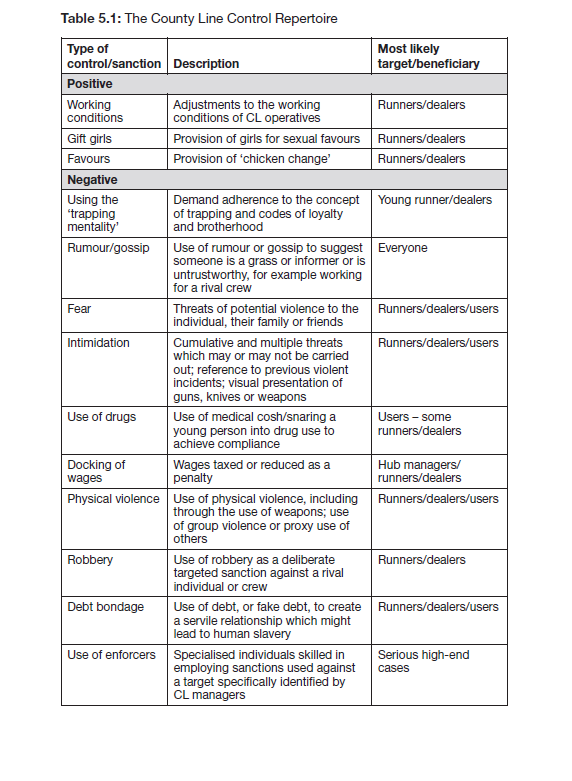 Table 5.1: The County Line Control Repertoire
Type of
control/sanction
Description
Most likely
target/beneficiary
Positive
Working
conditions
Adjustments to the working
conditions of CL operatives
Runners/dealers
Gift girls
Provision of girls for sexual favours
Runners/dealers
Favours
Provision of ‘chicken change’
Runners/dealers
Negative
Using the
‘trapping
mentality’
Demand adherence to the concept
of trapping and codes of loyalty
and brotherhood
Young runner/dealers
Rumour/gossip
Use of rumour or gossip to suggest
someone is a grass or informer or is
untrustworthy, for example working
for a rival crew
Everyone
Fear
Threats of potential violence to the
individual, their family or friends
Runners/dealers/users
Intimidation
Cumulative and multiple threats
which may or may not be carried
out; reference to previous violent
incidents; visual presentation of
guns, knives or weapons
Runners/dealers/users
Use of drugs
Use of medical cosh/snaring a
young person into drug use to
achieve compliance
Users – some
runners/dealers
Docking of
wages
Wages taxed or reduced as a
penalty
Hub managers/
runners/dealers
Physical violence
Use of physical violence, including
through the use of weapons; use
of group violence or proxy use of
others
Runners/dealers/users
Robbery
Use of robbery as a deliberate
targeted sanction against a rival
individual or crew
Runners/dealers
Debt bondage
Use of debt, or fake debt, to create
a servile relationship which might
lead to human slavery
Runners/dealers/users
Use of enforcers
Specialised individuals skilled in
employing sanctions used against
a target specifically identified by
CL managers
Serious high-end
cases